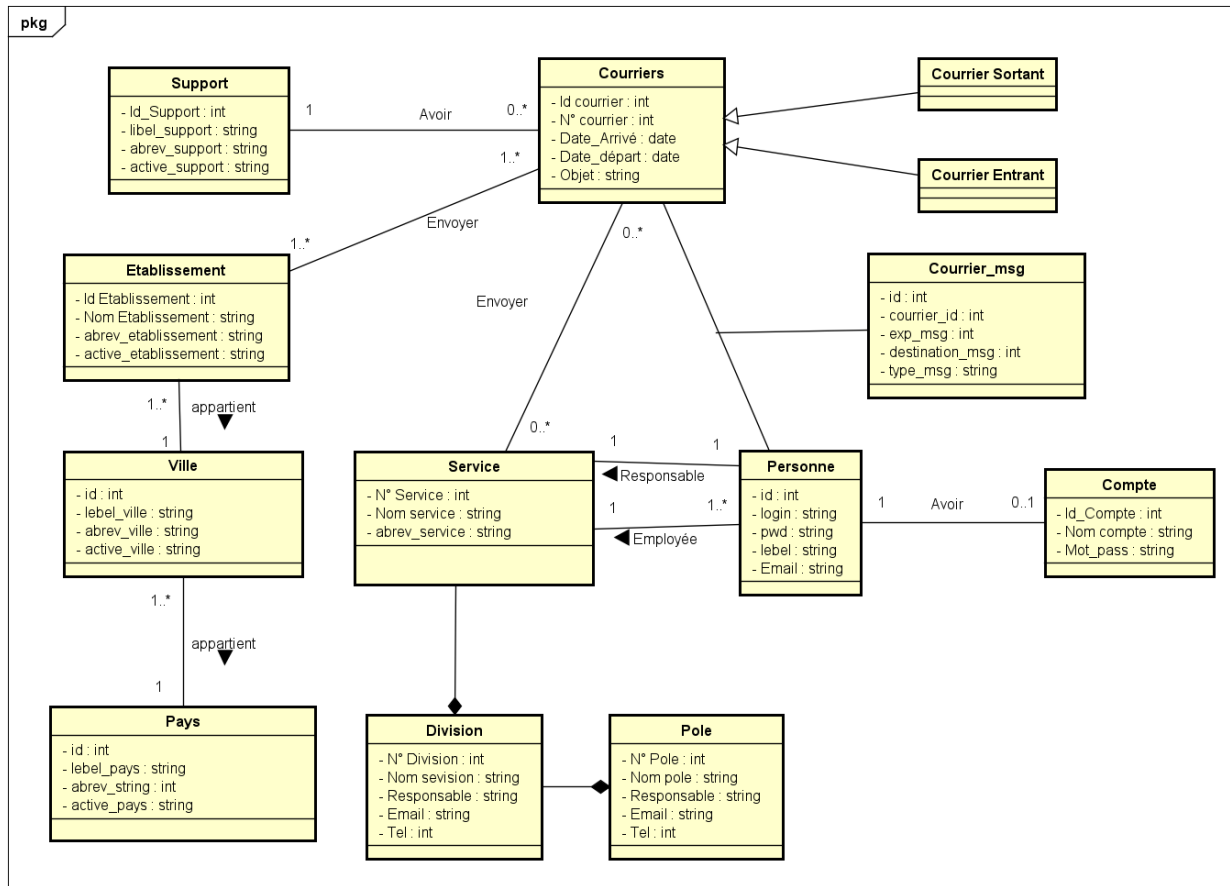 pkg
Support
- Id_Support : int
- libel_support : string
- abrev_support : string
- active_support : string
1
Avoir
0..*
Courriers
- Id courrier : int
- N° courrier : int
- Date_Arrivé : date
- Date_départ : date
- Objet : string
Courrier Sortant
Courrier Entrant
1..*
Envoyer
1..*
Etablissement
- Id Etablissement : int
- Nom Etablissement : string
- abrev_etablissement : string
- active_etablissement : string
0..*
Envoyer
0..*
Courrier_msg
- id : int
- courrier_id : int
- exp_msg : int
- destination_msg : int
- type_msg : string
1..*
appartient
1
Ville
- id : int
- lebel_ville : string
- abrev_ville : string
- active_ville : string
Service
- N° Service : int
- Nom service : string
- abrev_service : string
1
Responsable
1
1
Employée
1..*
Personne
- id : int
- login : string
- pwd : string
- lebel : string
- Email : string
1
Avoir
0..1
Compte
- Id_Compte : int
- Nom compte : string
- Mot_pass : string
1..*
appartient
1
Pays
- id : int
- lebel_pays : string
- abrev_string : int
- active_pays : string
Division
- N° Division : int
- Nom sevision : string
- Responsable : string
- Email : string
- Tel : int
Pole
- N° Pole : int
- Nom pole : string
- Responsable : string
- Email : string
- Tel : int